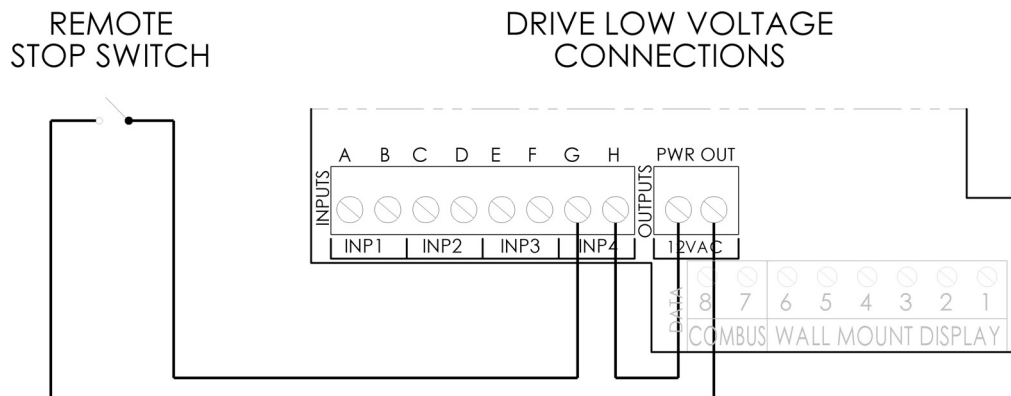 REMOTE
STOP SWITCH
DRIVE LOW VOLTAGE
CONNECTIONS
A B C D E F G H
PWR OUT
INPUTS
OUTPUTS
INP1 INP2 INP3 INP4
12VAC
DATA
8 7 6 5 4 3 2 1
COMBUS WALL MOUNT DISPLAY